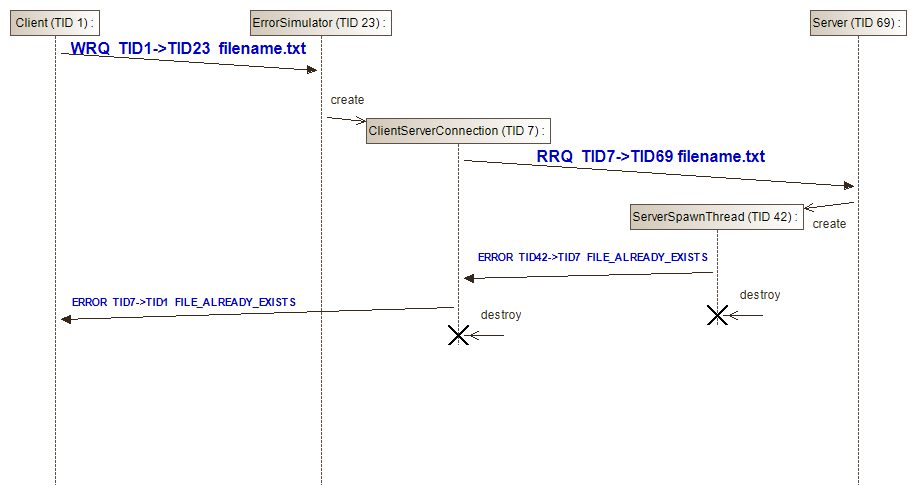 Client (TID 1) :
ErrorSimulator (TID 23) :
Server (TID 69) :
WRQ TID1->TID23 filename.txt
create
ClientServerConnection (TID 7) :
RRQ TID7->TID69 filename.txt
ServerSpawnThread (TID 42) :
create
ERROR TID42->TID7 FILE_ALREADY_EXISTS
destroy
ERROR TID7->TID1 FILE_ALREADY_EXISTS
destroy